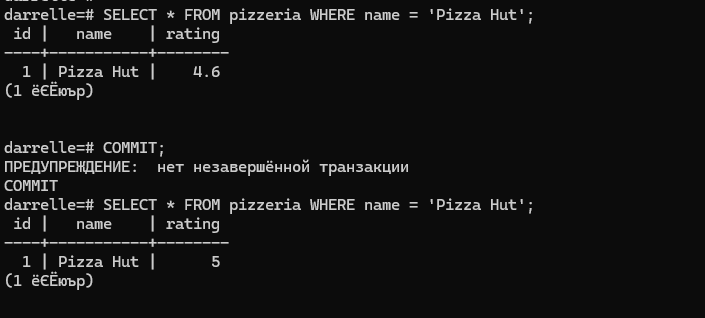 darrelle=# SELECT * FROM pizzeria WHERE name = 'Pizza Hut';
 id |   name    | rating
----+-----------+--------
  1 | Pizza Hut |    4.6
(1 ёЄЁюър)
darrelle=# COMMIT;
ПРЕДУПРЕЖДЕНИЕ:  нет незавершённой транзакции
COMMIT
darrelle=# SELECT * FROM pizzeria WHERE name = 'Pizza Hut';
 id |   name    | rating
----+-----------+--------
  1 | Pizza Hut |      5
(1 ёЄЁюър)